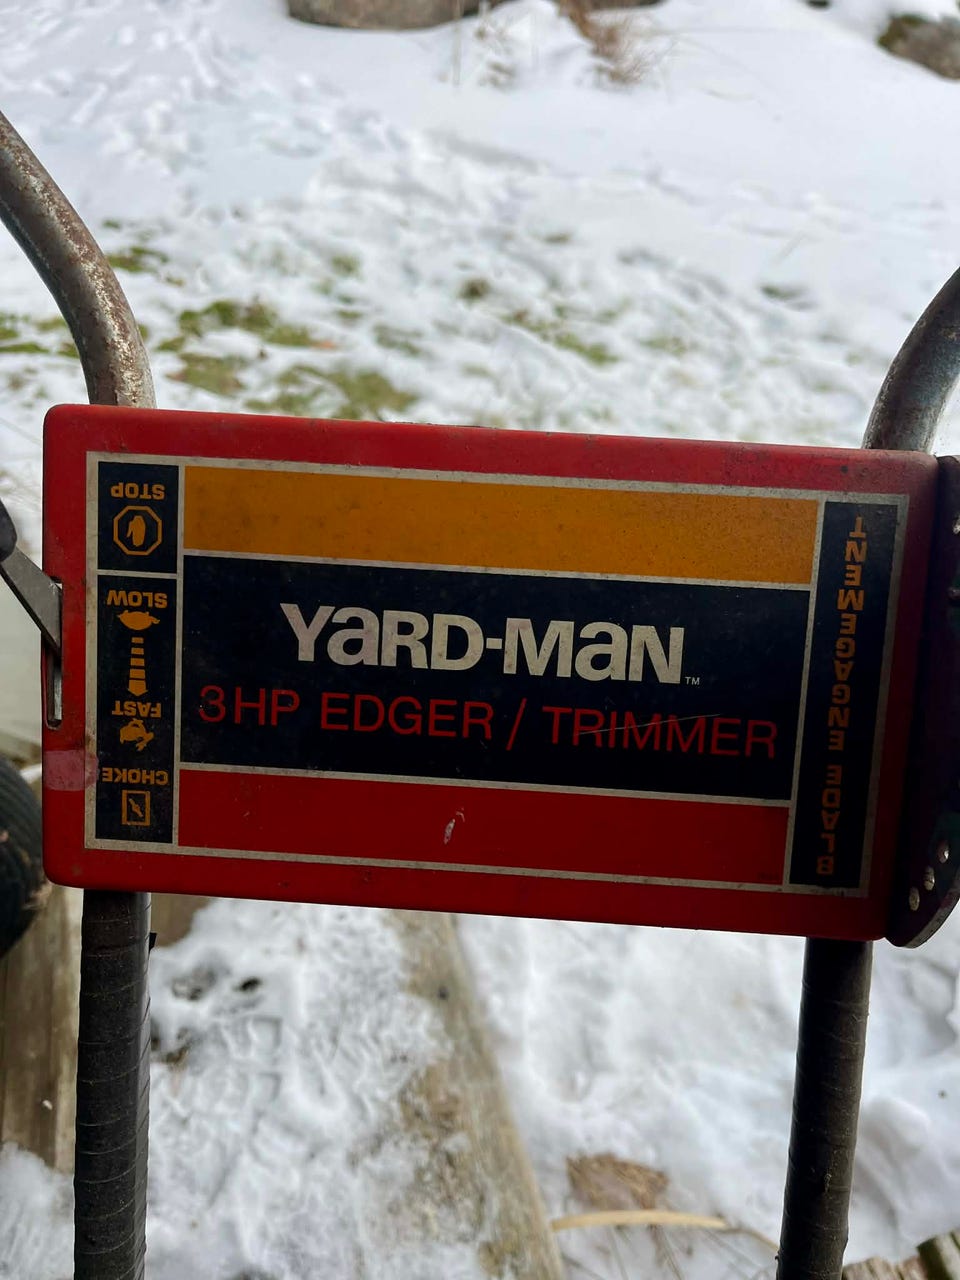 STOP
SLOW
FAST
CHOKE
YaRD-MaN™
3HP EDGER / TRIMMER
BLADE ENGAGEMENT